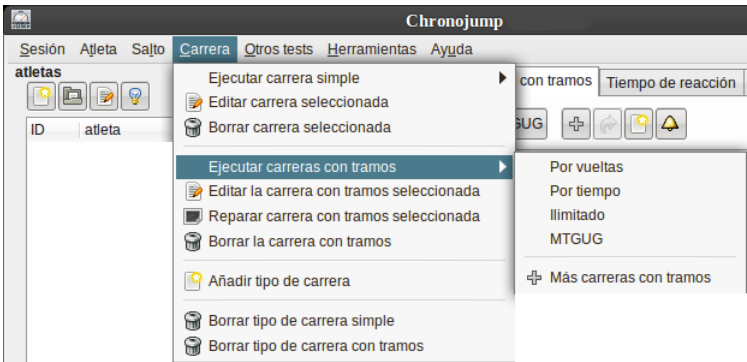 Chronojump
Sesión Atleta Salto Carrera Otros tests Herramientas Ayuda
atletas
ID atleta
Ejecutar carrera simple
Editar carrera seleccionada
Borrar carrera seleccionada
Ejecutar carreras con tramos
Editar la carrera con tramos seleccionada
Reparar carrera con tramos seleccionada
Borrar la carrera con tramos
Añadir tipo de carrera
Borrar tipo de carrera simple
Borrar tipo de carrera con tramos
con tramos Tiempo de reacción
GUG
Por vueltas
Por tiempo
Ilimitado
MTGUG
Más carreras con tramos